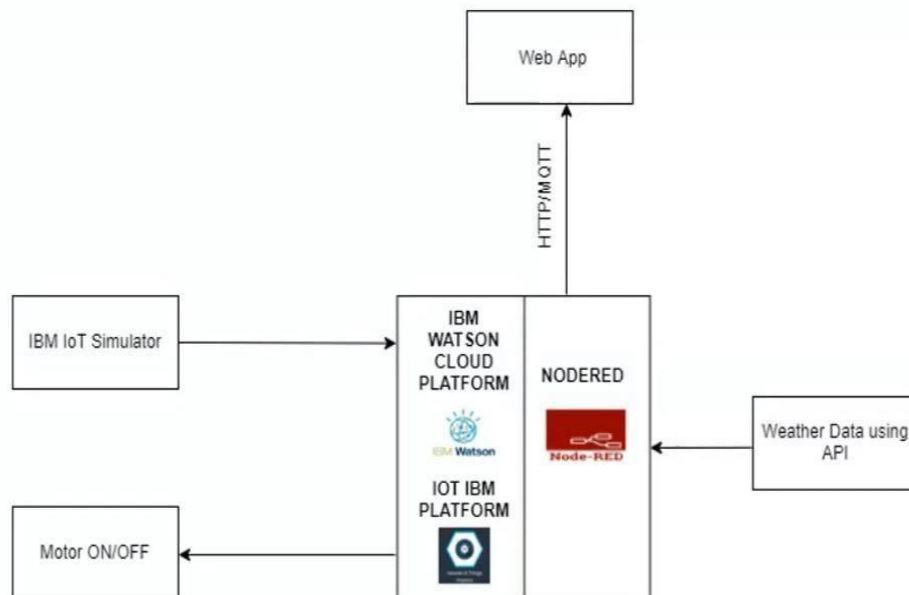 Web App
HTTP/MQTT
IBM IoT Simulator
IBM
WATSON
CLOUD
PLATFORM
NODERED
IBM Watson
Node-RED
Weather Data using
API
IOT IBM
PLATFORM
Motor ON/OFF